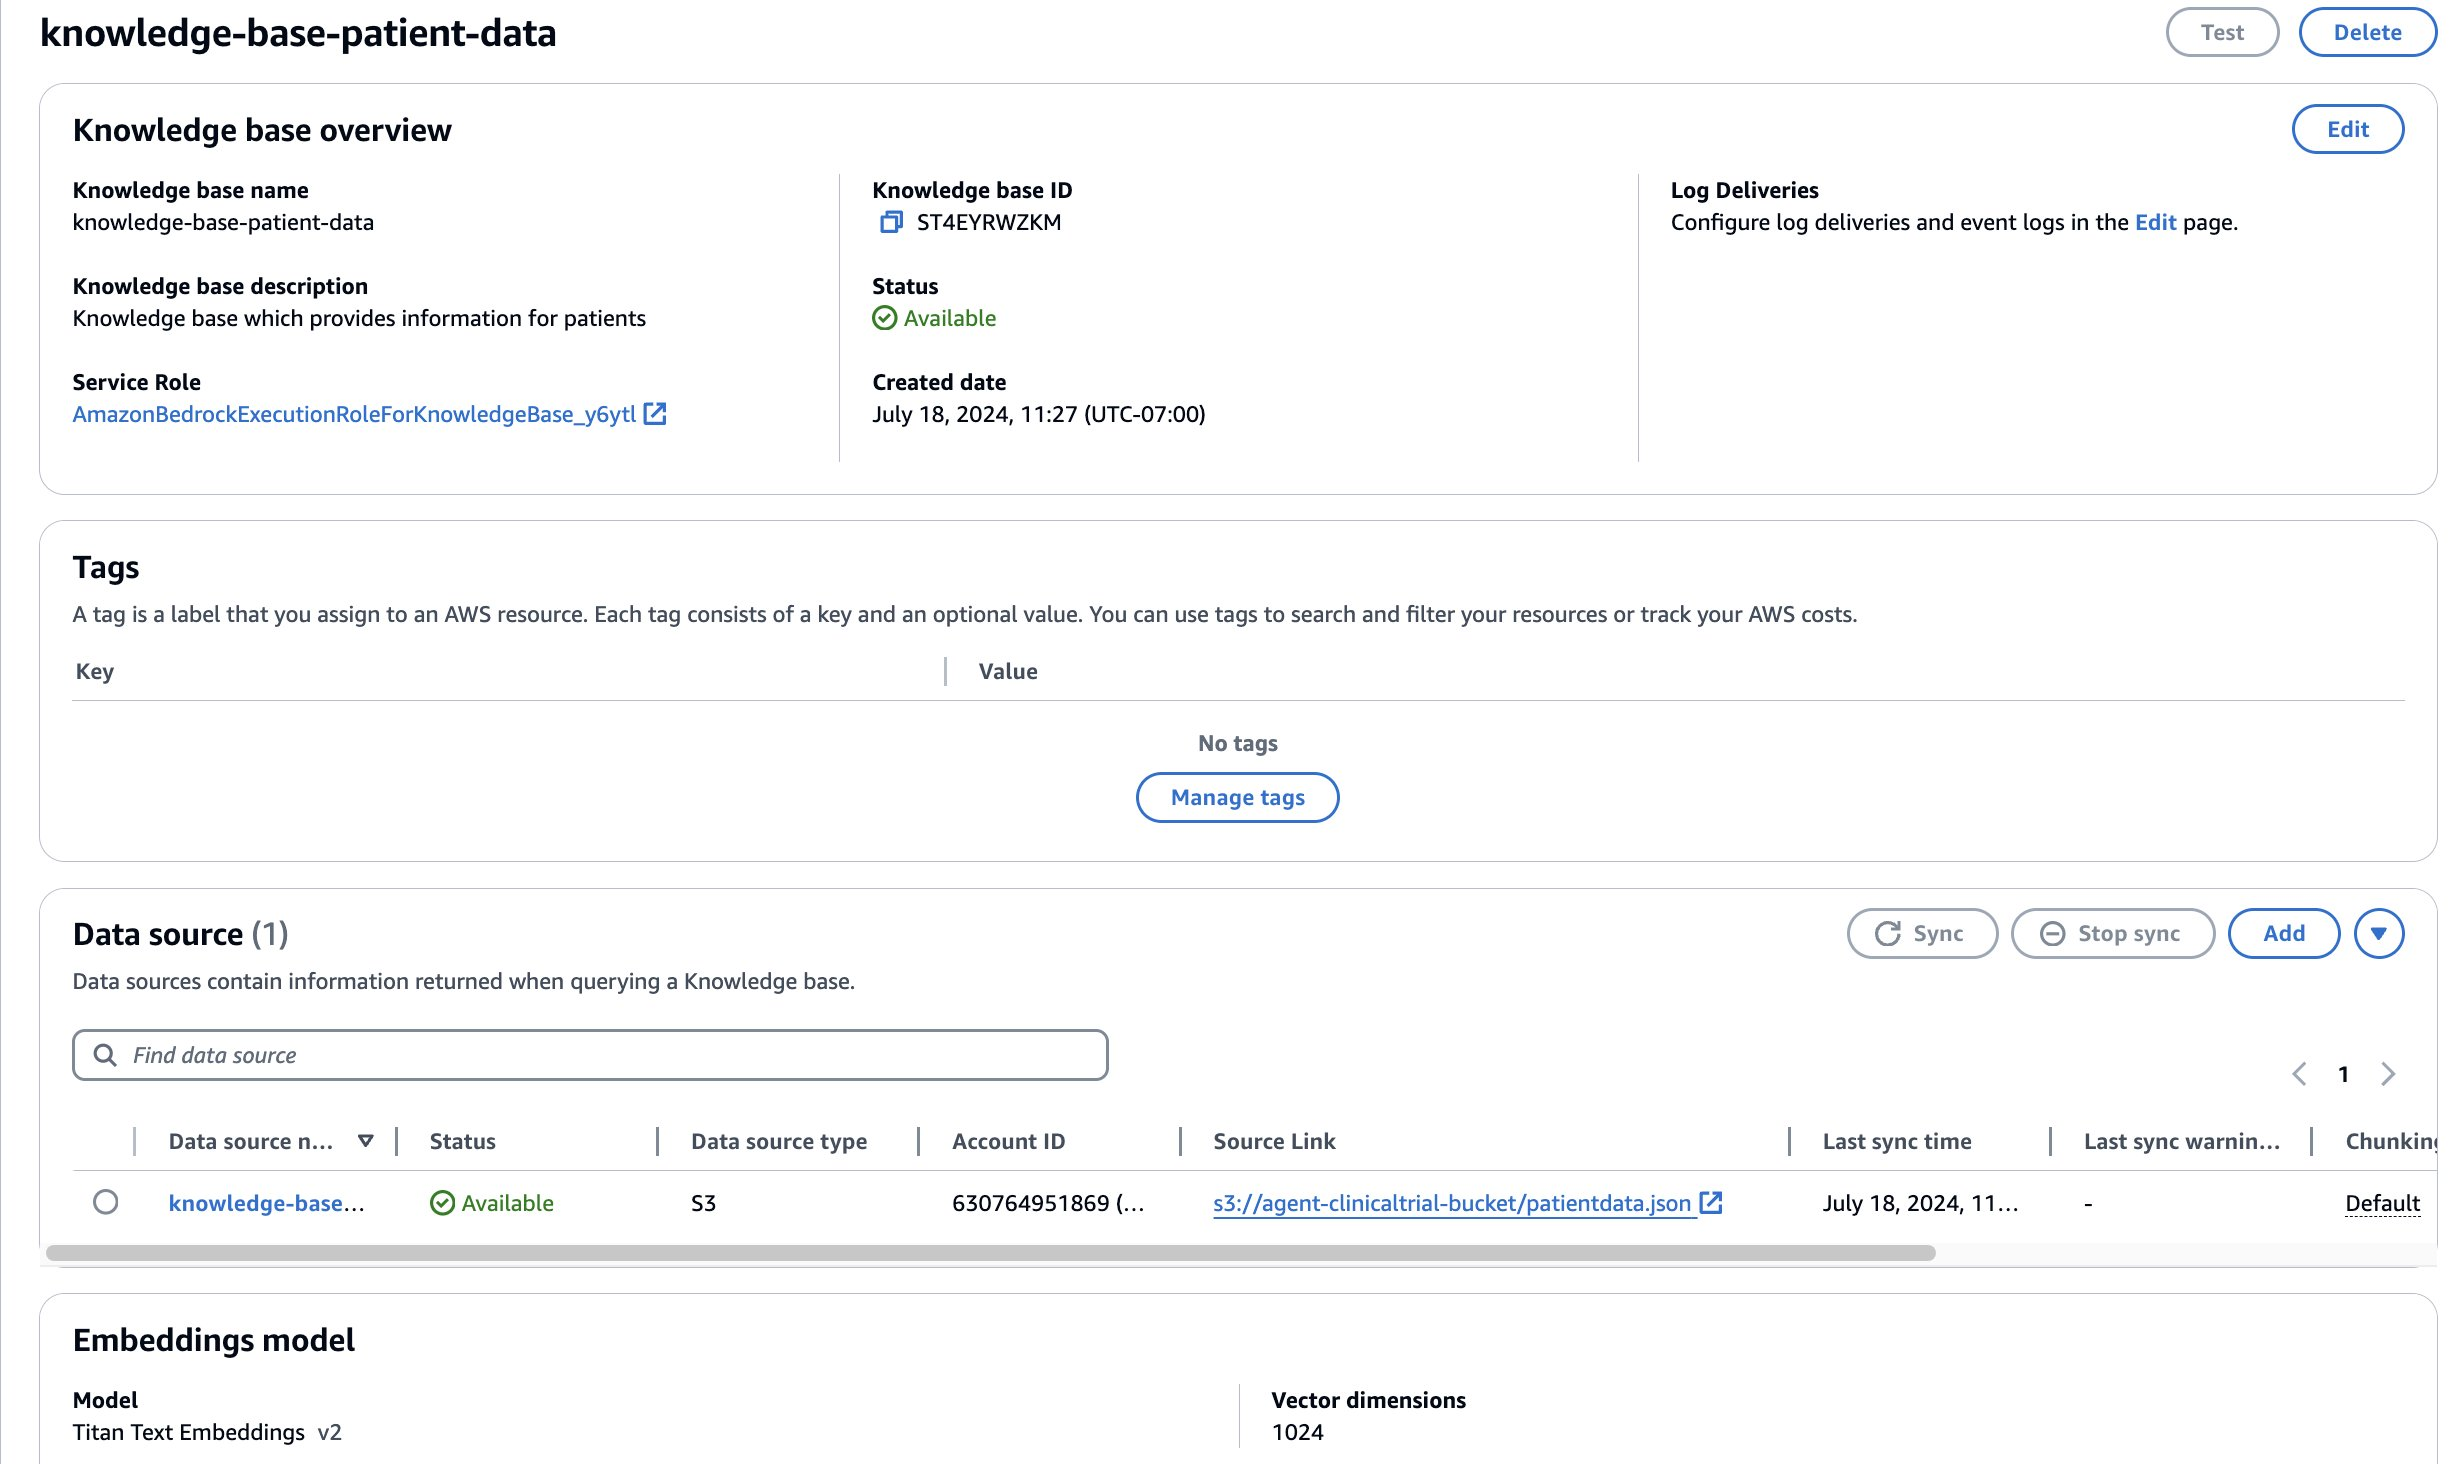 knowledge-base-patient-data
Test
Delete
Knowledge base overview
Edit
Knowledge base name
knowledge-base-patient-data
Knowledge base ID
ST4EYRWZKM
Log Deliveries
Configure log deliveries and event logs in the Edit page.
Knowledge base description
Knowledge base which provides information for patients
Status
Available
Service Role
AmazonBedrockExecutionRoleForKnowledgeBase_y6ytl
Created date
July 18, 2024, 11:27 (UTC-07:00)
Tags
A tag is a label that you assign to an AWS resource. Each tag consists of a key and an optional value. You can use tags to search and filter your resources or track your AWS costs.
Key
Value
No tags
Manage tags
Data source (1)
Sync
Stop sync
Add
Data sources contain information returned when querying a Knowledge base.
Find data source
1
Data source n...
Status
Data source type
Account ID
Source Link
Last sync time
Last sync warnin...
Chunking
knowledge-base...
Available
S3
630764951869 (...
s3://agent-clinicaltrial-bucket/patientdata.json
July 18, 2024, 11...
-
Default
Embeddings model
Model
Titan Text Embeddings v2
Vector dimensions
1024